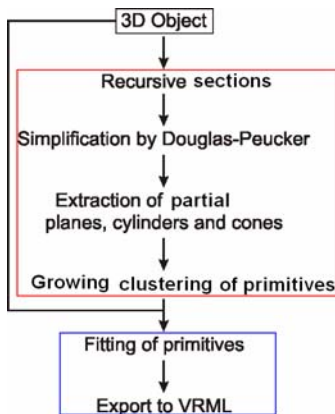 3D Object
Recursive sections
Simplification by Douglas-Peucker
Extraction of partial
planes, cylinders and cones
Growing clustering of primitives
Fitting of primitives
Export to VRML